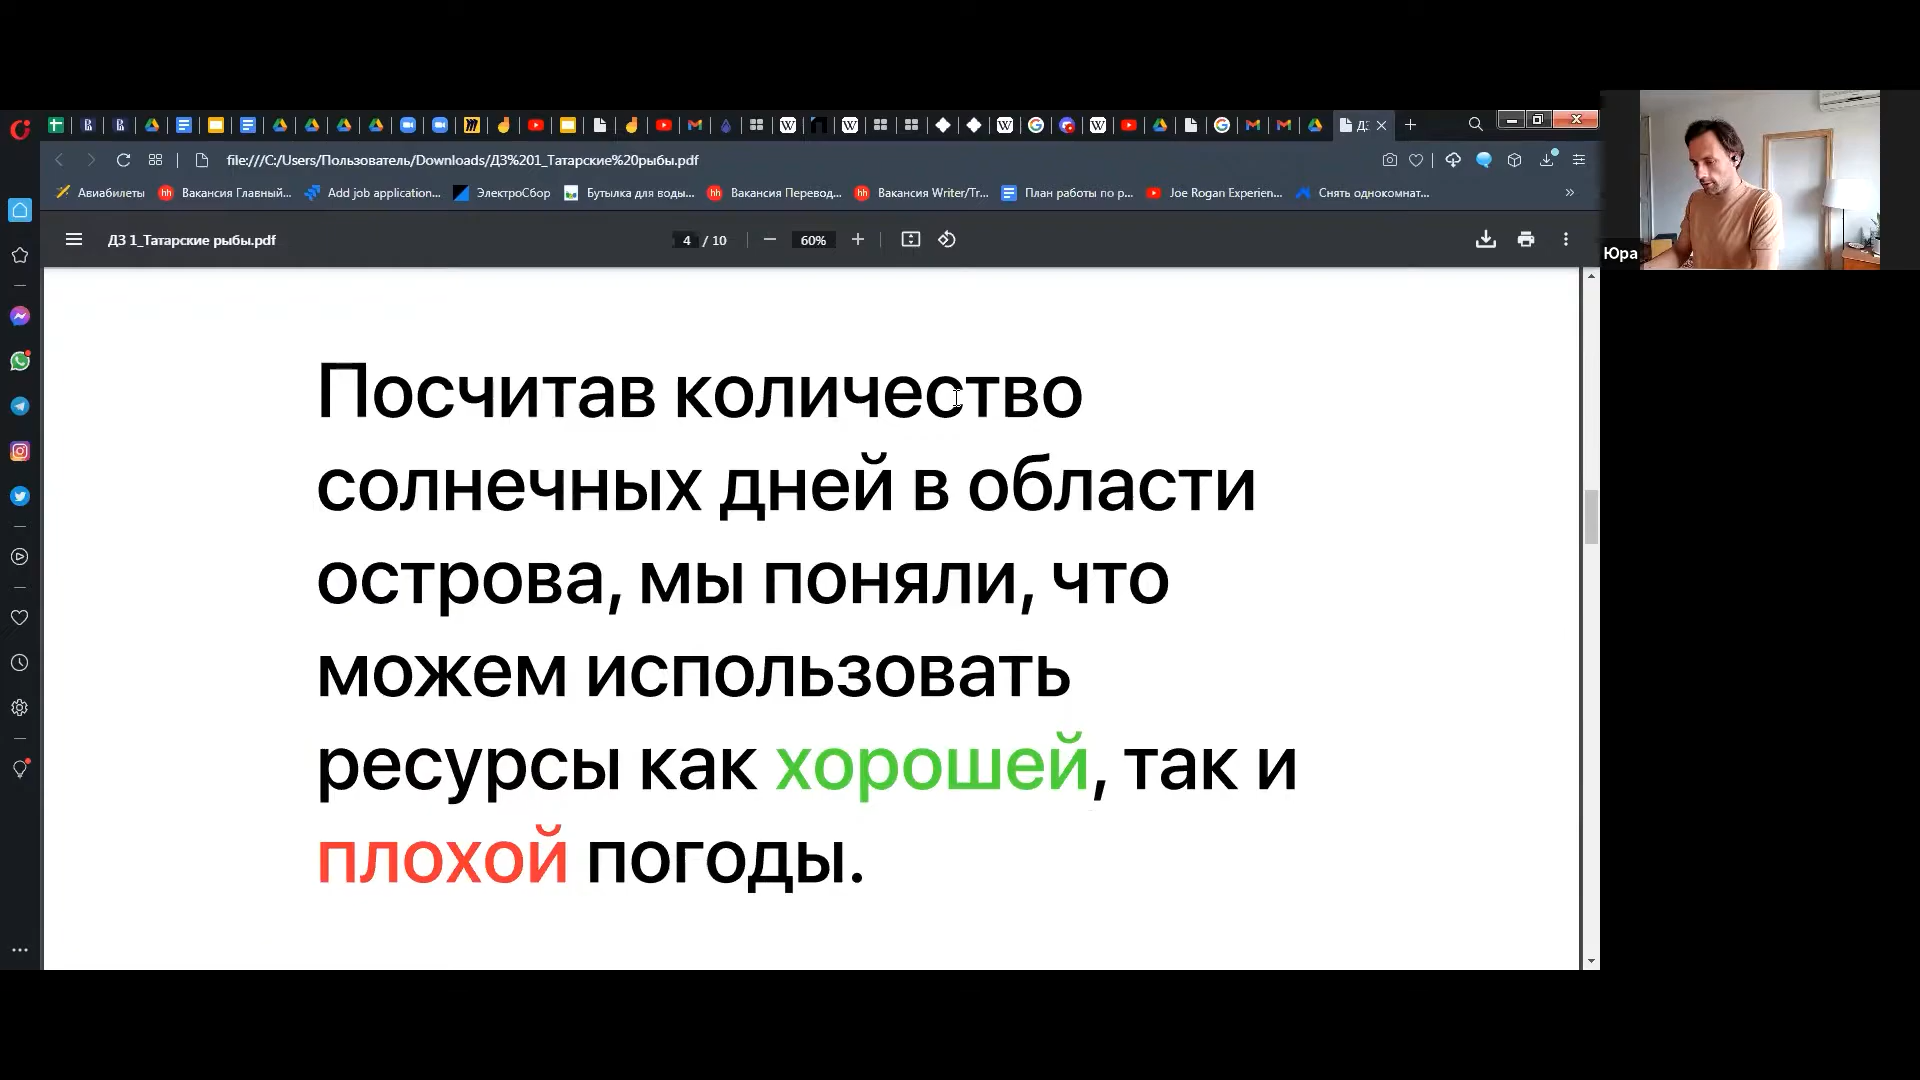 Д:
file:///C:/Users/Пользователь/Downloads/ДЗ%201_Татарские%20рыбы.pdf
Авиабилеты
Вакансия Главный...
Add job application...
ЭлектроСбор
Бутылка для воды...
Вакансия Перевод...
Вакансия Writer/Tr...
План работы по р...
Joe Rogan Experien...
Снять однокомнат...
ДЗ 1_Татарские рыбы.pdf
4 / 10
60%
Юра
Посчитав количество
солнечных дней в области
острова, мы поняли, что
можем использовать
ресурсы как хорошей, так и
плохой погоды.